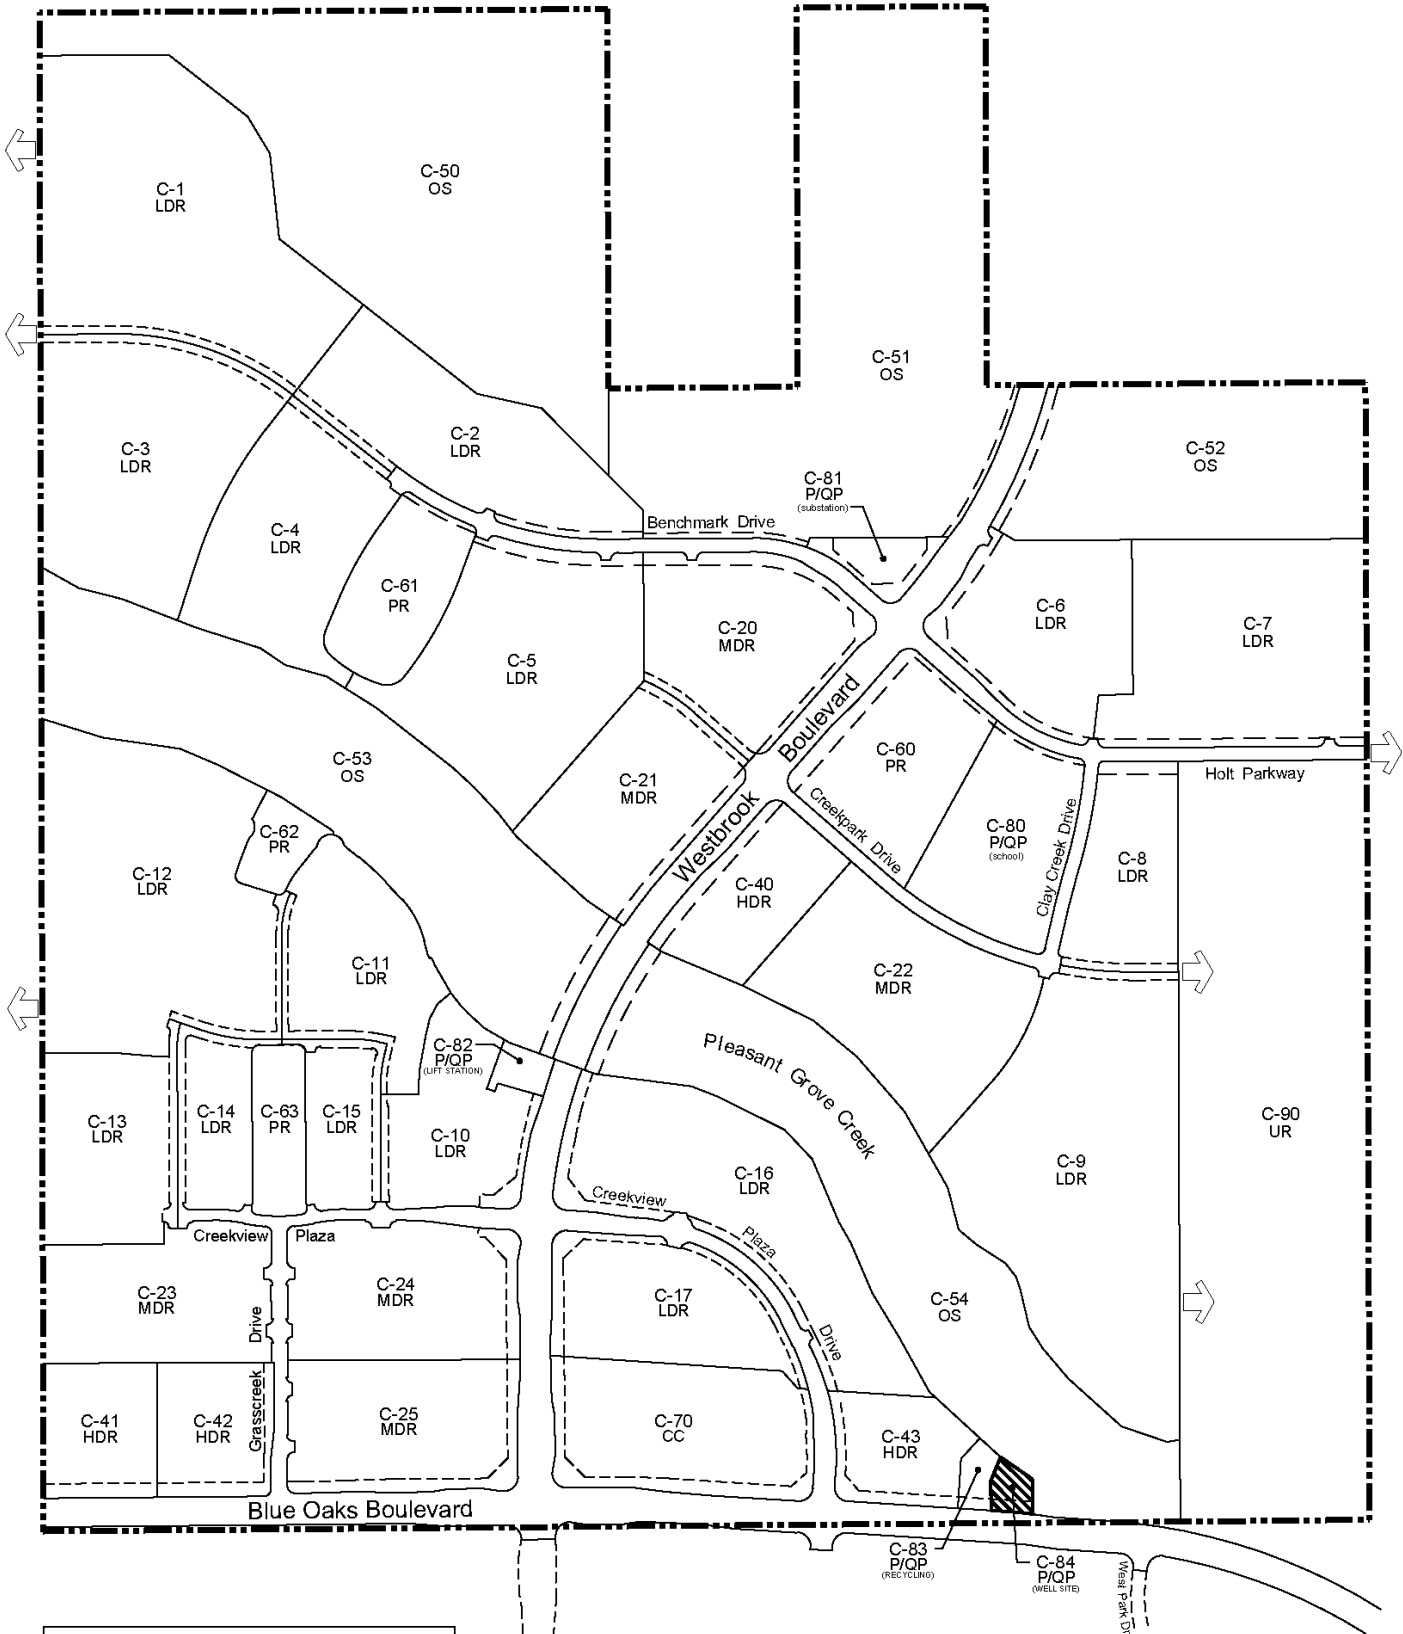 C-50
OS
C-1
LDR
C-51
OS
C-2
LDR
C-3
LDR
C-52
OS
C-81
P/QP
(substation)
Benchmark Drive
C-4
LDR
C-61
PR
C-6
LDR
C-7
LDR
C-20
MDR
C-5
LDR
Westbrook Boulevard
C-60
PR
C-53
OS
C-21
MDR
Holt Parkway
Creekpark Drive
C-80
P/QP
(school)
Clay Creek Drive
C-8
LDR
C-62
PR
C-12
LDR
C-40
HDR
C-11
LDR
C-22
MDR
C-82
P/QP
(LIFT STATION)
Pleasant Grove Creek
C-13
LDR
C-14
LDR
C-63
PR
C-15
LDR
C-10
LDR
C-90
UR
C-16
LDR
C-9
LDR
Creekview Plaza Drive
Creekview Plaza
C-23
MDR
C-24
MDR
C-17
LDR
C-54
OS
Grasscreek Drive
C-41
HDR
C-42
HDR
C-25
MDR
C-70
CC
C-43
HDR
Blue Oaks Boulevard
C-83
P/QP
(RECYCLING)
C-84
P/QP
(WELL SITE)
West Park Dr